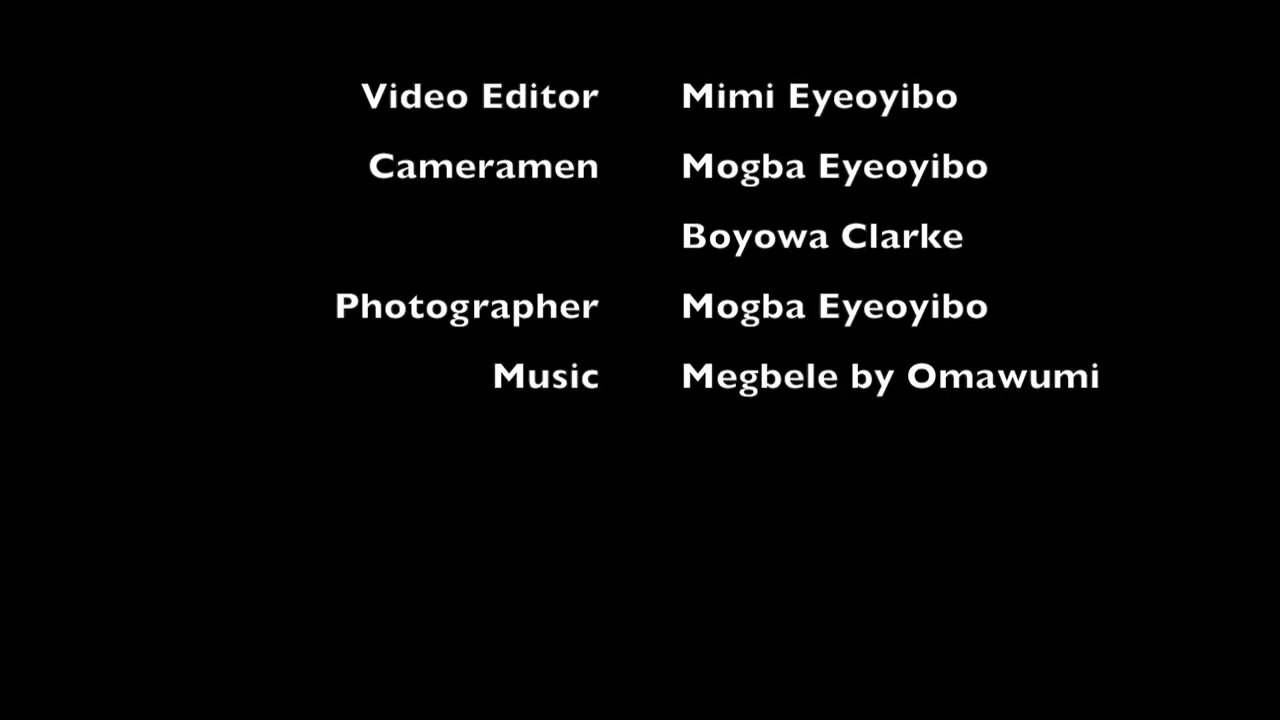 Video Editor Mimi Eyeoyibo
Cameramen Mogba Eyeoyibo
Boyowa Clarke
Photographer Mogba Eyeoyibo
Music Megbele by Omawumi